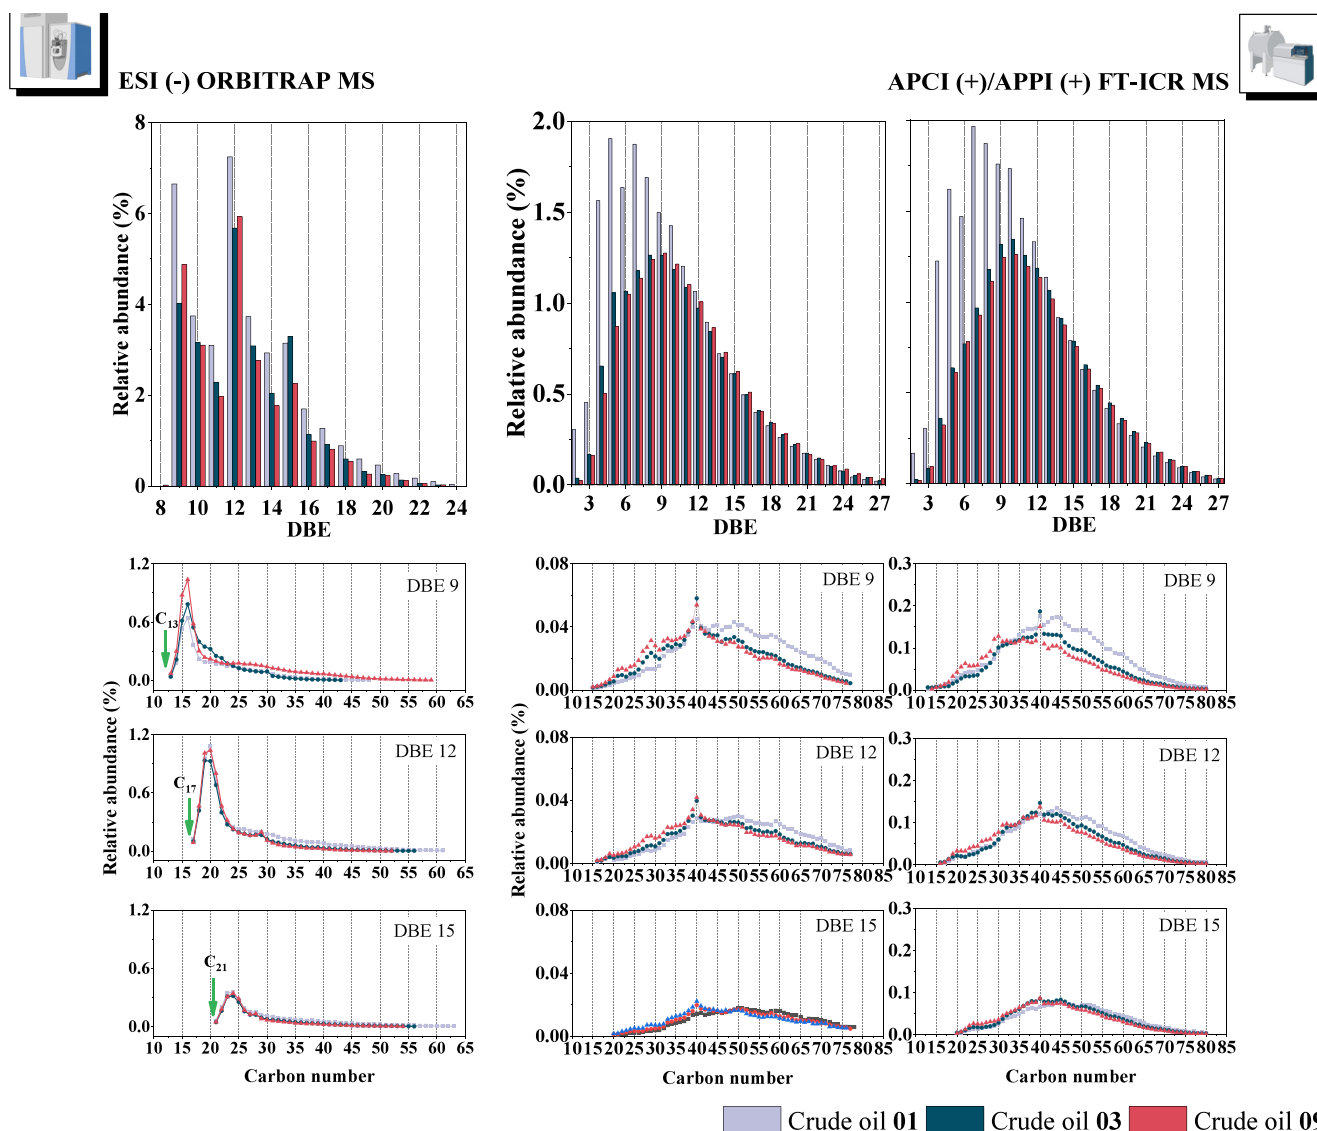 ESI (-) ORBITRAP MS
APCI (+)/APPI (+) FT-ICR MS
Relative abundance (%)
8
6
4
2
0
8 10 12 14 16 18 20 22 24
DBE
Relative abundance (%)
2.0
1.5
1.0
0.5
0.0
3 6 9 12 15 18 21 24 27
DBE
3 6 9 12 15 18 21 24 27
DBE
Relative abundance (%)
1.2
0.6
0.0
DBE 9
C13
10 15 20 25 30 35 40 45 50 55 60 65
1.2
0.6
0.0
DBE 12
C17
10 15 20 25 30 35 40 45 50 55 60 65
1.2
0.6
0.0
DBE 15
C21
10 15 20 25 30 35 40 45 50 55 60 65
Carbon number
Relative abundance (%)
0.08
0.04
0.00
DBE 9
10 15 20 25 30 35 40 45 50 55 60 65 70 75 80 85
0.08
0.04
0.00
DBE 12
10 15 20 25 30 35 40 45 50 55 60 65 70 75 80 85
0.08
0.04
0.00
DBE 15
10 15 20 25 30 35 40 45 50 55 60 65 70 75 80 85
Carbon number
0.3
0.2
0.1
0.0
DBE 9
10 15 20 25 30 35 40 45 50 55 60 65 70 75 80 85
0.3
0.2
0.1
0.0
DBE 12
10 15 20 25 30 35 40 45 50 55 60 65 70 75 80 85
0.3
0.2
0.1
0.0
DBE 15
10 15 20 25 30 35 40 45 50 55 60 65 70 75 80 85
Carbon number
Crude oil 01
Crude oil 03
Crude oil 09